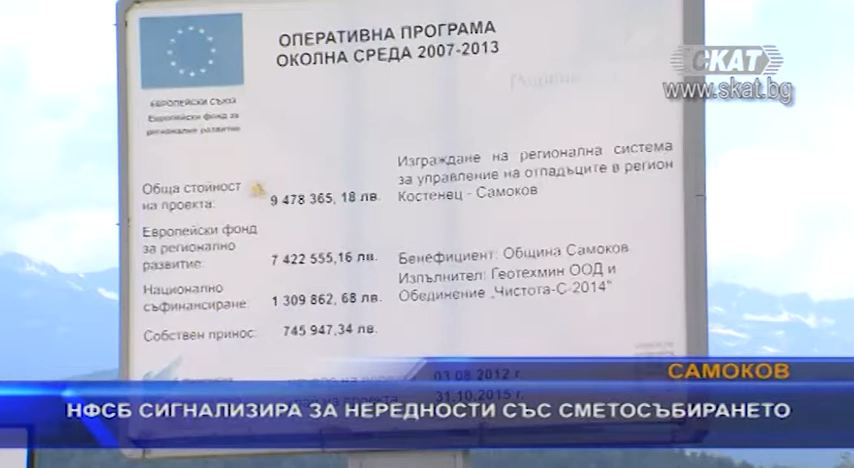 ОПЕРАТИВНА ПРОГРАМА
ОКОЛНА СРЕДА 2007-2013
СКАТ
www.skat.bg
ЕВРОПЕЙСКИ СЪЮЗ
Европейски фонд за
регионално развитие
Обща стойност
на проекта: 9 478 365, 18 лв.
Европейски фонд
за регионално
развитие: 7 422 555,16 лв.
Национално
съфинансиране: 1 309 862, 68 лв.
Собствен принос: 745 947,34 лв.
Изграждане на регионална система
за управление на отпадъците в регион
Костенец - Самоков
Бенефициент: Община Самоков
Изпълнител: Геотехмин ООД и
Обединение „Чистота-С-2014"
03.08.2012 г.
31.10.2015 г.
САМОКОВ
НФСБ СИГНАЛИЗИРА ЗА НЕРЕДНОСТИ СЪС СМЕТОСЪБИРАНЕТО